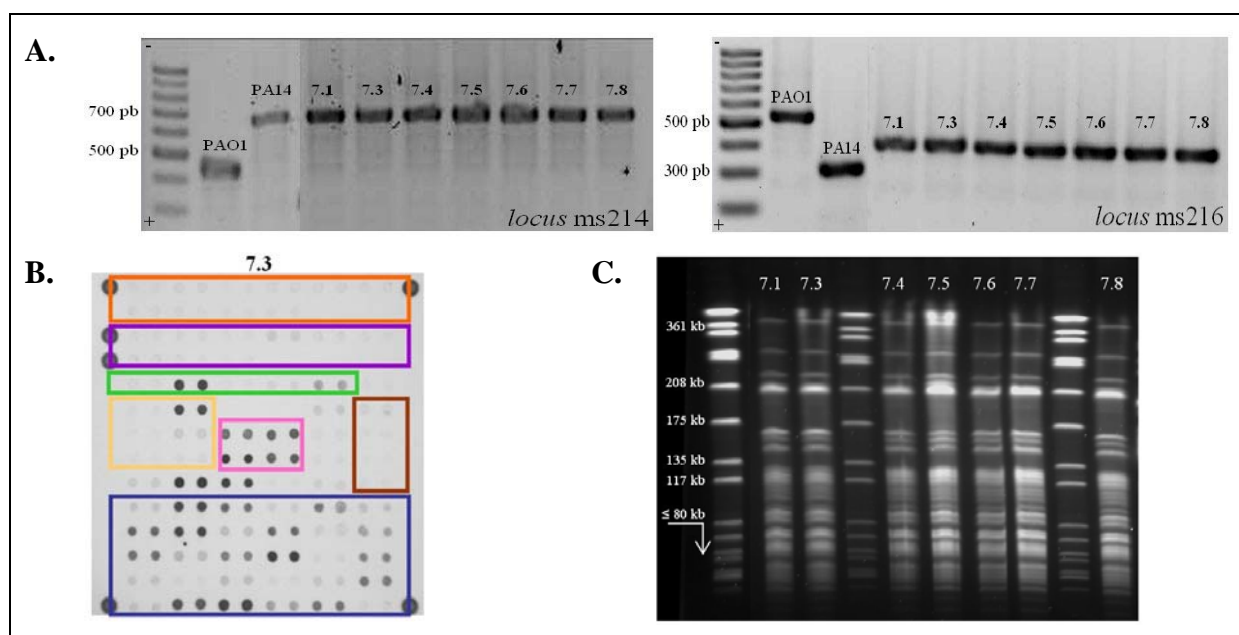 A.
-
PAO1
PA14
7.1 7.3 7.4 7.5 7.6 7.7 7.8
700 pb
500 pb
+
locus ms214
-
PAO1
PA14
7.1 7.3 7.4 7.5 7.6 7.7 7.8
500 pb
300 pb
+
locus ms216
B.
7.3
C.
7.1 7.3 7.4 7.5 7.6 7.7 7.8
361 kb
208 kb
175 kb
135 kb
117 kb
≤ 80 kb